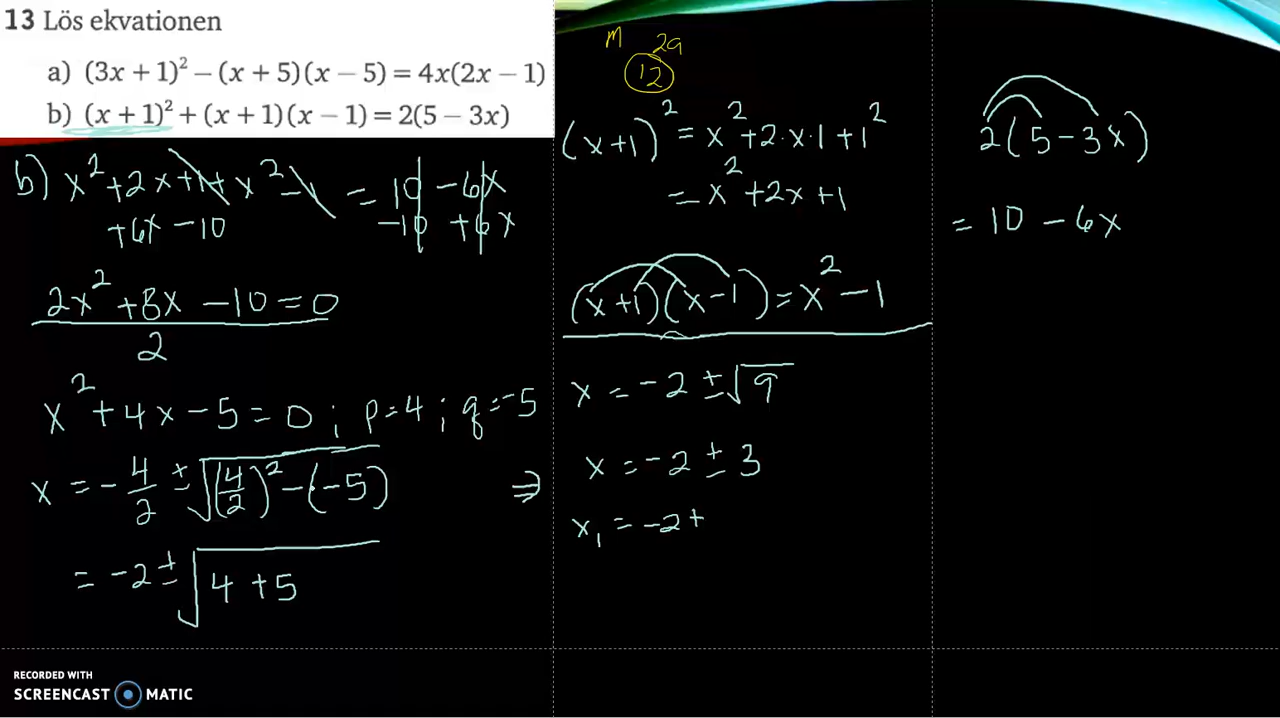 13 Lös ekvationen
a) (3x + 1)² − (x + 5)(x − 5) = 4x(2x − 1)
b) (x + 1)² + (x + 1)(x − 1) = 2(5 − 3x)
b) x² + 2x + 1 + x² − 1 = 10 − 6x
+6x − 10 −10 +6x
2x² + 8x − 10 = 0
2
x² + 4x − 5 = 0 ; p = 4 ; q = −5
x = −4/2 ± √(4/2)² − (−5) ⇒
= −2 ± √4 + 5
M 2a
12
(x+1)² = x² + 2·x·1 + 1²
= x² + 2x + 1
(x+1)(x−1) = x² − 1
x = −2 ± √9
x = −2 ± 3
x₁ = −2 +
2(5 − 3x)
= 10 − 6x
RECORDED WITH
SCREENCAST MATIC